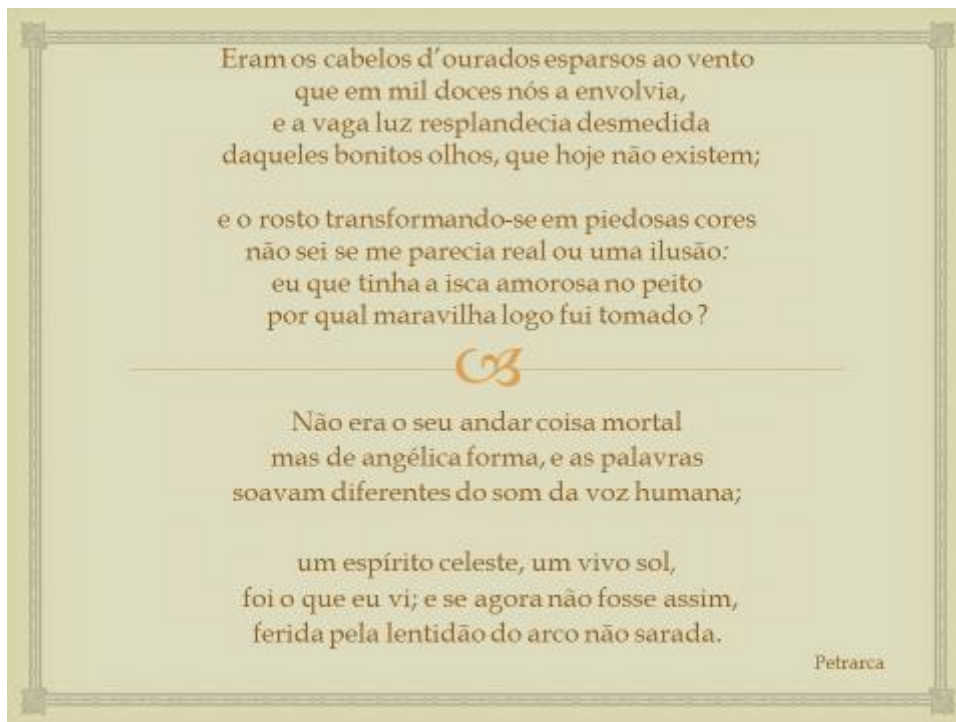 Eram os cabelos d’ourados esparsos ao vento
que em mil doces nós a envolvia,
e a vaga luz resplandecia desmedida
daqueles bonitos olhos, que hoje não existem;
e o rosto transformando-se em piedosas cores
não sei se me parecia real ou uma ilusão:
eu que tinha a isca amorosa no peito
por qual maravilha logo fui tomado ?
Não era o seu andar coisa mortal
mas de angélica forma, e as palavras
soavam diferentes do som da voz humana;
um espírito celeste, um vivo sol,
foi o que eu vi; e se agora não fosse assim,
ferida pela lentidão do arco não sarada.
Petrarca